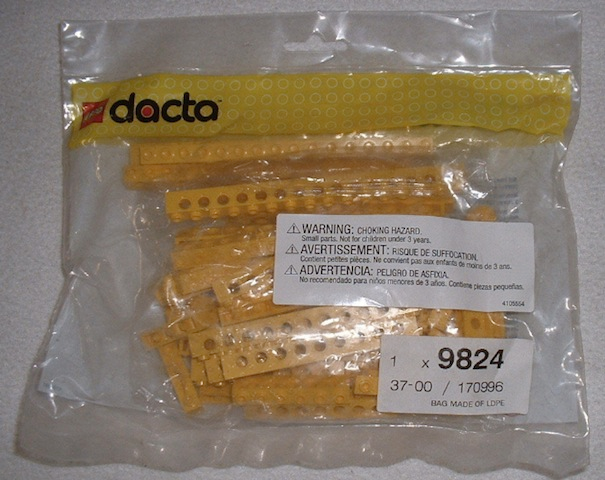 dacta
⚠ WARNING: CHOKING HAZARD.
Small parts. Not for children under 3 years.
⚠ AVERTISSEMENT: RISQUE DE SUFFOCATION.
Contient petites pièces. Ne convient pas aux enfants de moins de 3 ans.
⚠ ADVERTENCIA: PELIGRO DE ASFIXIA.
No recomendado para niños menores de 3 años. Contiene piezas pequeñas.
4105554
1 x 9824
37-00 / 170996
BAG MADE OF LDPE